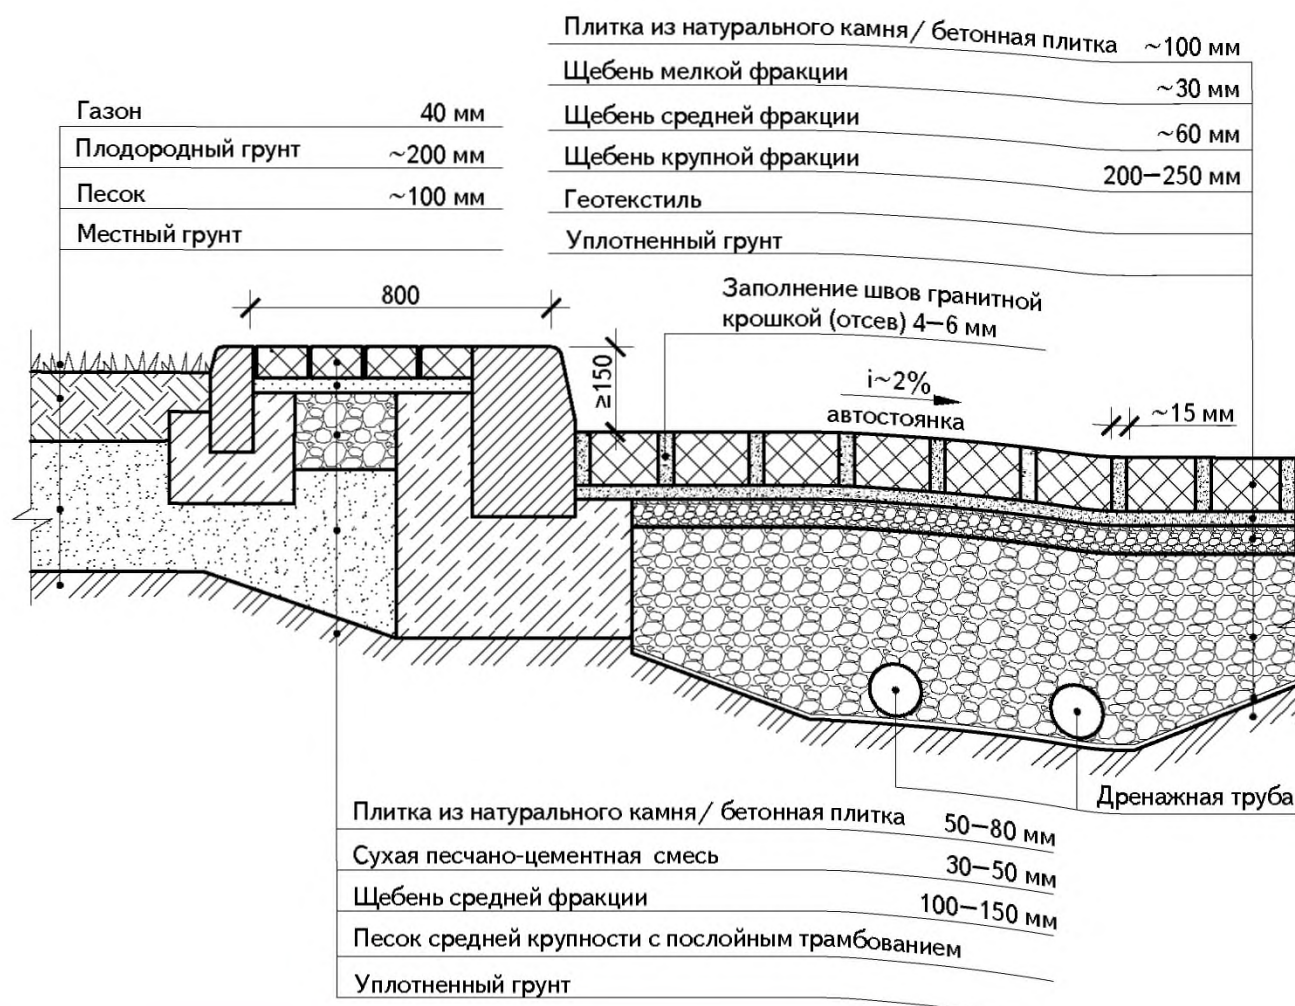 Плитка из натурального камня / бетонная плитка ~100 мм
Щебень мелкой фракции ~30 мм
Щебень средней фракции ~60 мм
Щебень крупной фракции 200—250 мм
Геотекстиль
Уплотненный грунт
Газон 40 мм
Плодородный грунт ~200 мм
Песок ~100 мм
Местный грунт
800
≥150
Заполнение швов гранитной
крошкой (отсев) 4—6 мм
i~2%
автостоянка
~15 мм
Дренажная труба
Плитка из натурального камня / бетонная плитка 50—80 мм
Сухая песчано-цементная смесь 30—50 мм
Щебень средней фракции 100—150 мм
Песок средней крупности с послойным трамбованием
Уплотненный грунт